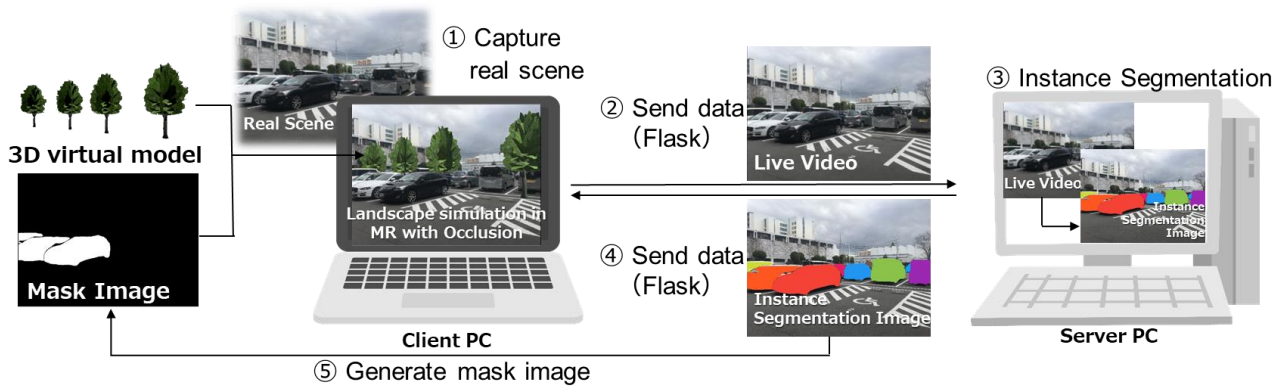 ① Capture
real scene
Real Scene
3D virtual model
Mask Image
Landscape simulation in
MR with Occlusion
Client PC
② Send data
(Flask)
Live Video
④ Send data
(Flask)
Instance
Segmentation Image
③ Instance Segmentation
Live Video
Instance
Segmentation
Image
Server PC
⑤ Generate mask image